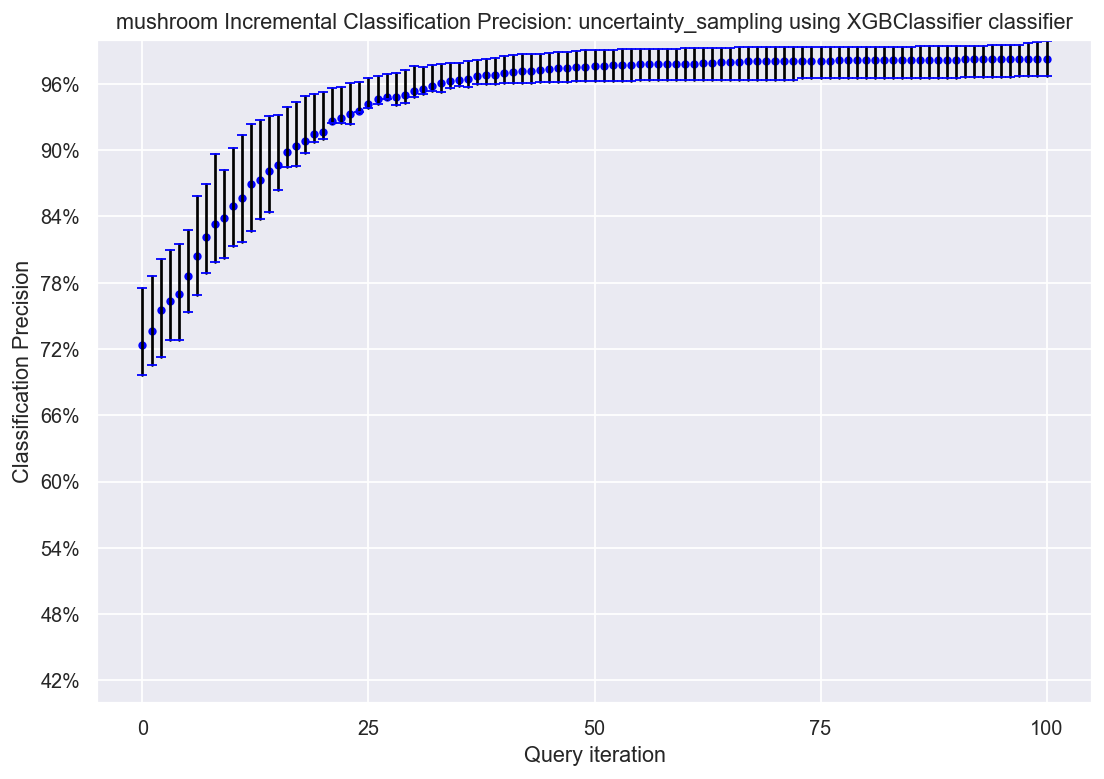 mushroom Incremental Classification Precision: uncertainty_sampling using XGBClassifier classifier
Classification Precision
96%
90%
84%
78%
72%
66%
60%
54%
48%
42%
0 25 50 75 100
Query iteration